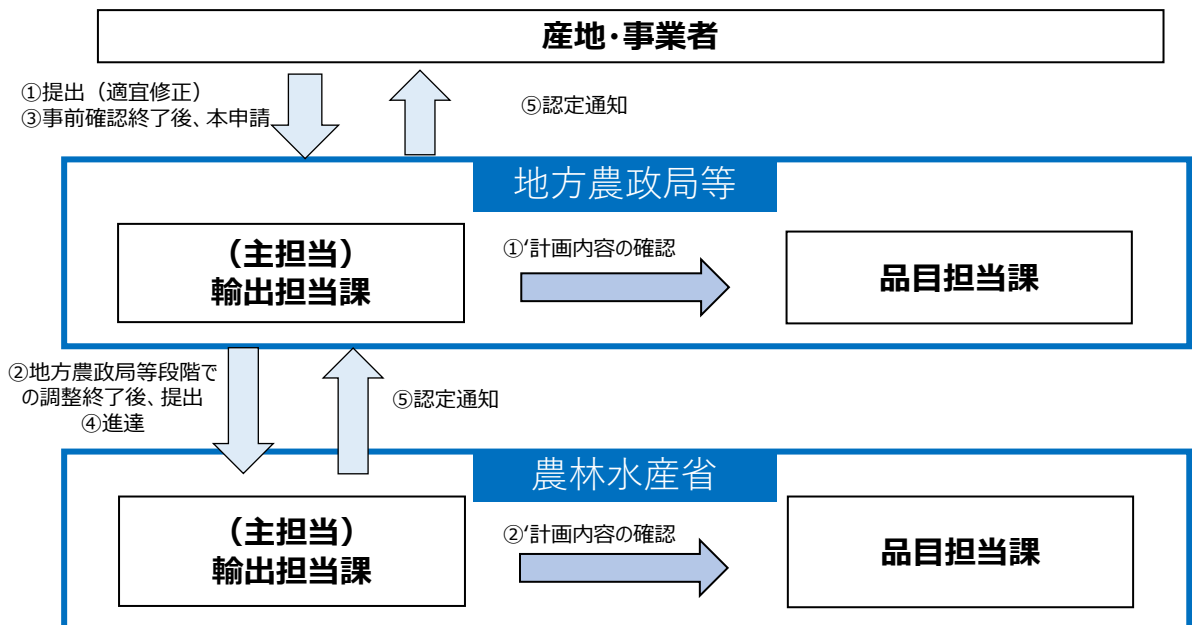 産地・事業者
①提出（適宜修正）
③事前確認終了後、本申請
⑤認定通知
地方農政局等
（主担当）
輸出担当課
①‘計画内容の確認
品目担当課
②地方農政局等段階で
の調整終了後、提出
④進達
⑤認定通知
農林水産省
（主担当）
輸出担当課
②‘計画内容の確認
品目担当課